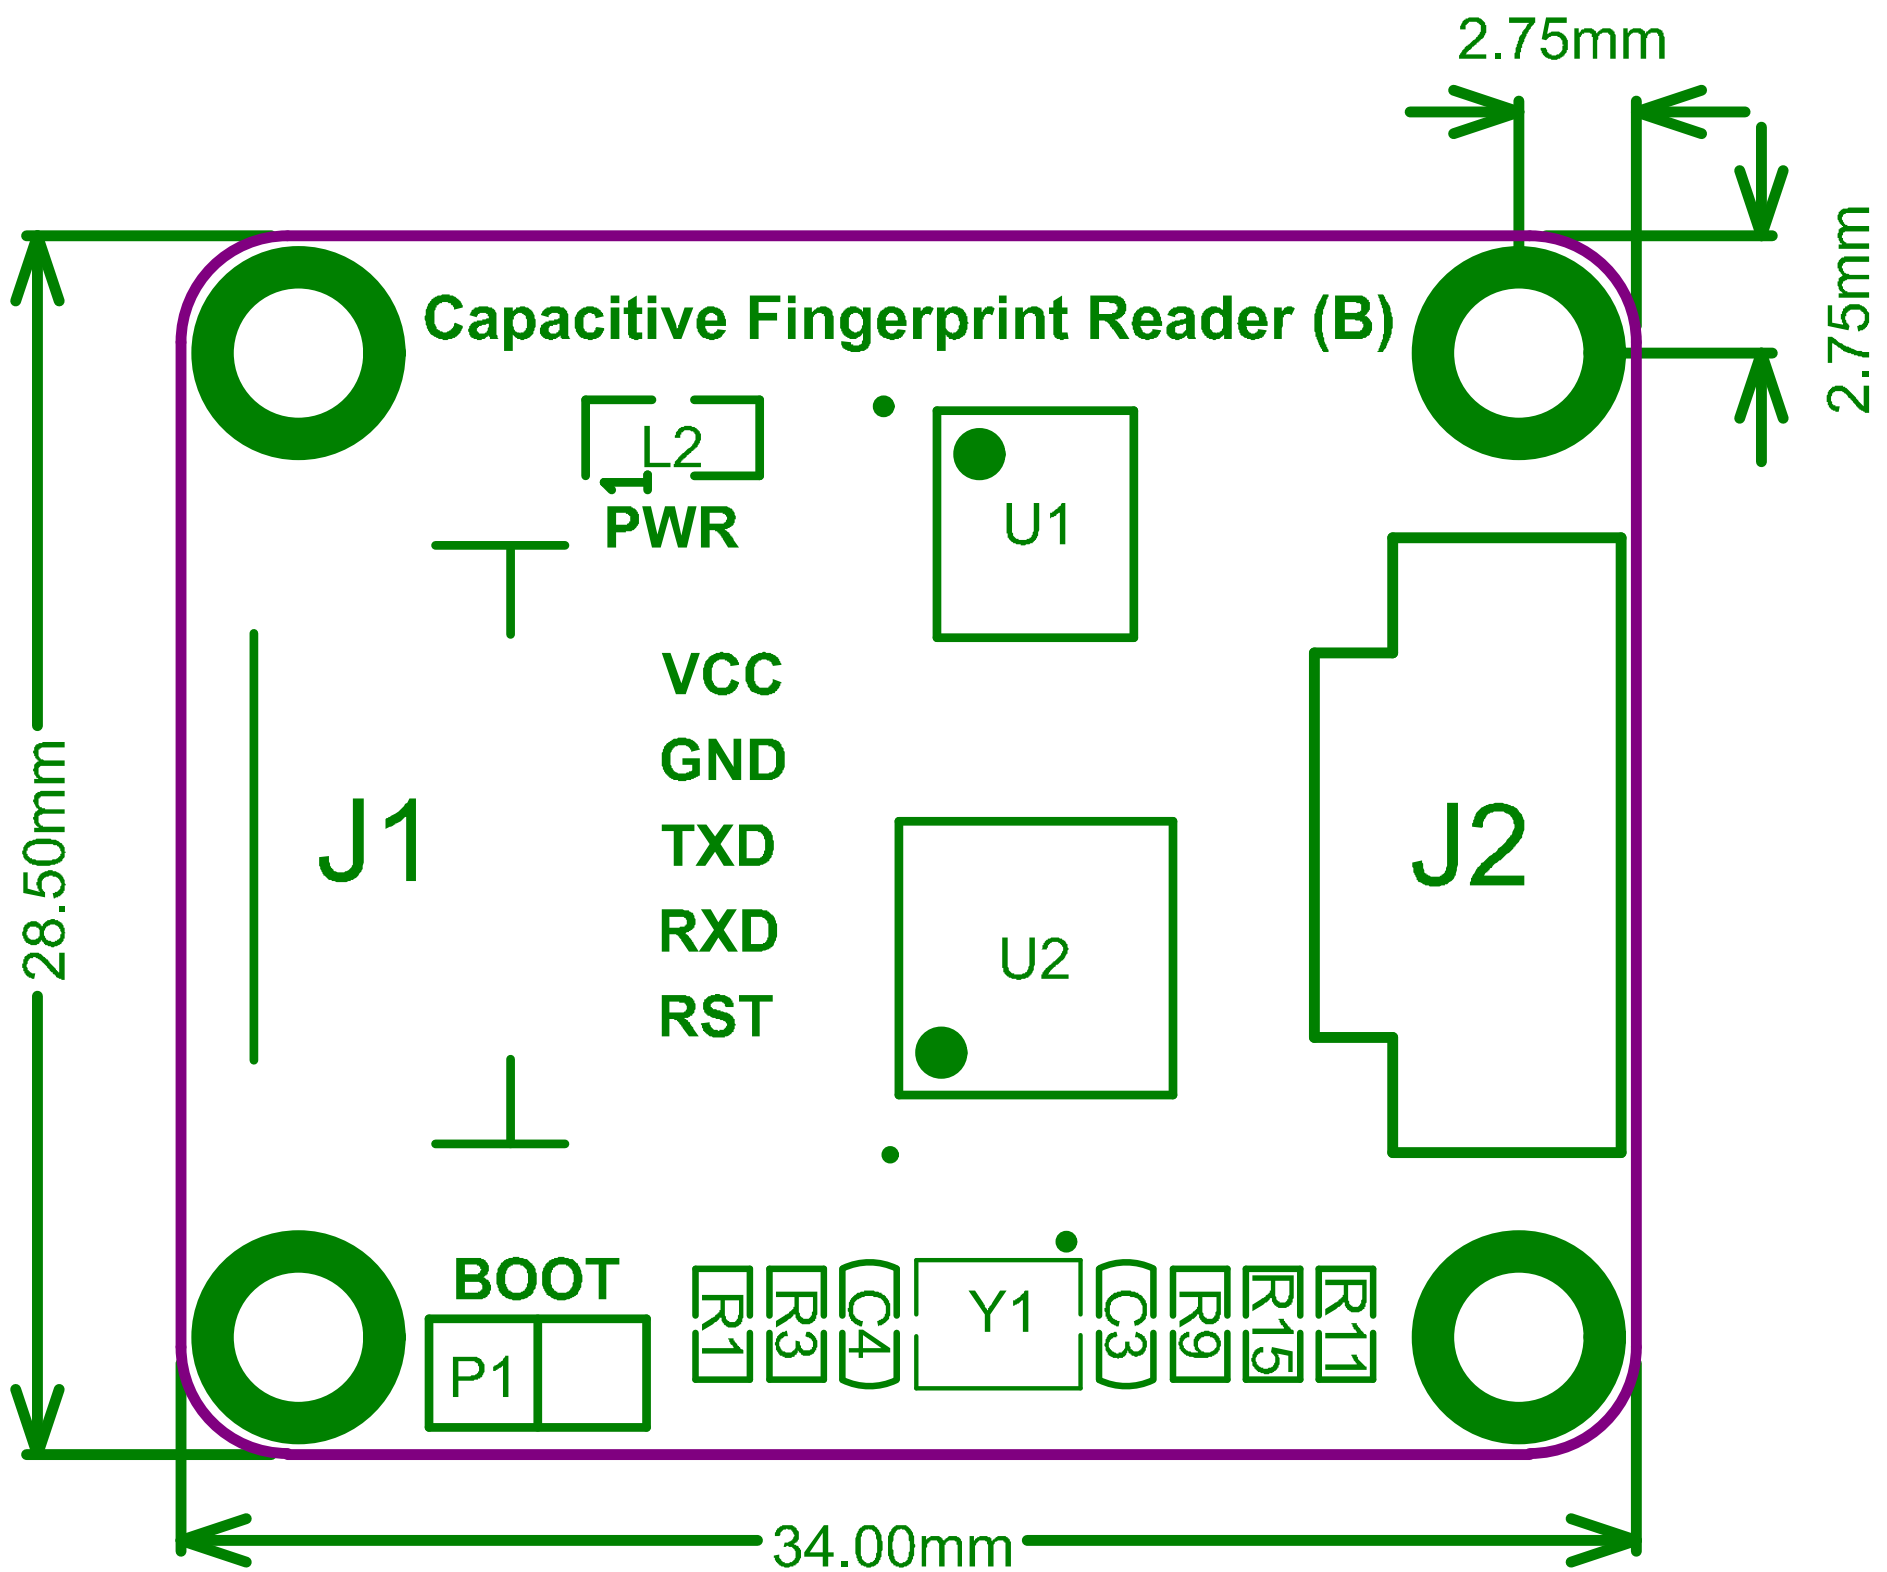 2.75mm
2.75mm
Capacitive Fingerprint Reader (B)
L2
1
PWR
U1
VCC
GND
TXD
RXD
RST
J1
U2
J2
28.50mm
BOOT
P1
R1
R3
C4
Y1
C3
R9
R15
R11
34.00mm